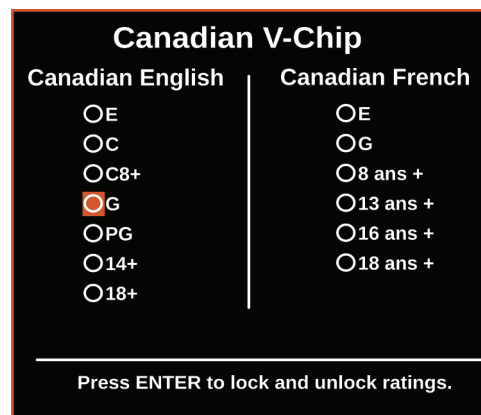 Canadian V-Chip
Canadian English
E
C
C8+
G
PG
14+
18+
Canadian French
E
G
8 ans +
13 ans +
16 ans +
18 ans +
Press ENTER to lock and unlock ratings.